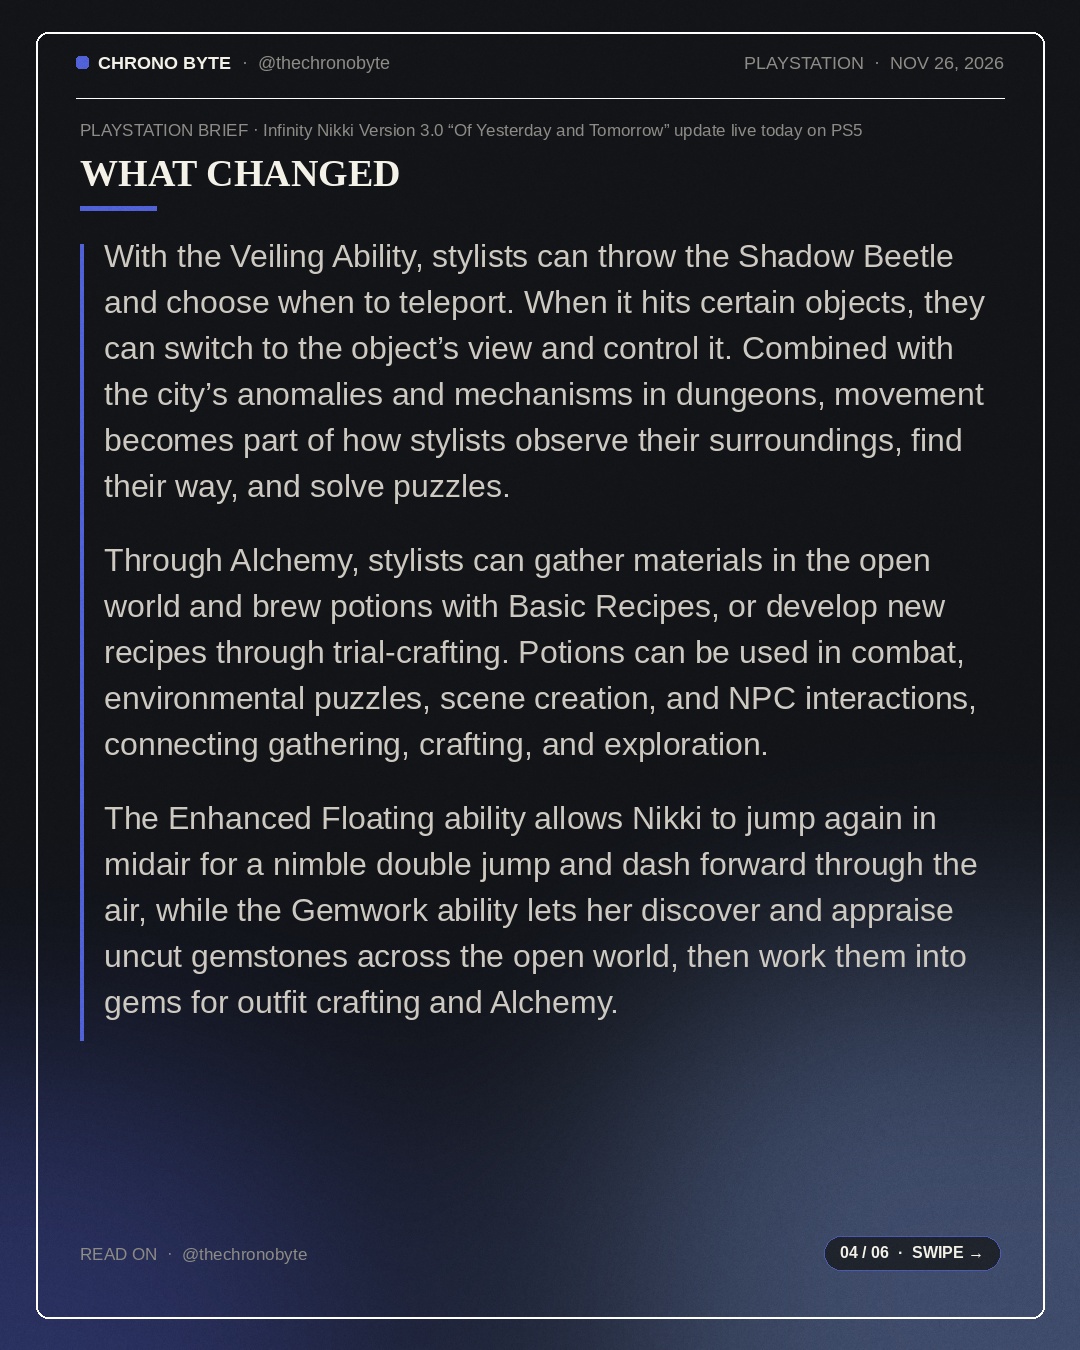 CHRONO BYTE · @thechronobyte
PLAYSTATION · NOV 26, 2026
PLAYSTATION BRIEF · Infinity Nikki Version 3.0 “Of Yesterday and Tomorrow” update live today on PS5
WHAT CHANGED
With the Veiling Ability, stylists can throw the Shadow Beetle
and choose when to teleport. When it hits certain objects, they
can switch to the object’s view and control it. Combined with
the city’s anomalies and mechanisms in dungeons, movement
becomes part of how stylists observe their surroundings, find
their way, and solve puzzles.
Through Alchemy, stylists can gather materials in the open
world and brew potions with Basic Recipes, or develop new
recipes through trial-crafting. Potions can be used in combat,
environmental puzzles, scene creation, and NPC interactions,
connecting gathering, crafting, and exploration.
The Enhanced Floating ability allows Nikki to jump again in
midair for a nimble double jump and dash forward through the
air, while the Gemwork ability lets her discover and appraise
uncut gemstones across the open world, then work them into
gems for outfit crafting and Alchemy.
READ ON · @thechronobyte
04 / 06 · SWIPE →